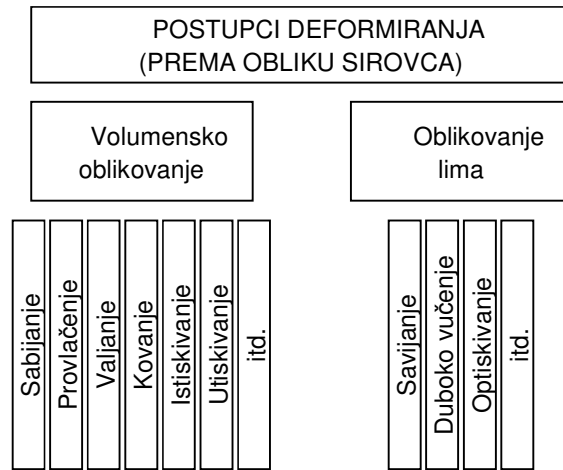 POSTUPCI DEFORMIRANJA
(PREMA OBLIKU SIROVCA)
Volumensko
oblikovanje
Oblikovanje
lima
Sabijanje
Provlačenje
Valjanje
Kovanje
Istiskivanje
Utiskivanje
itd.
Savijanje
Duboko vučenje
Optiskivanje
itd.